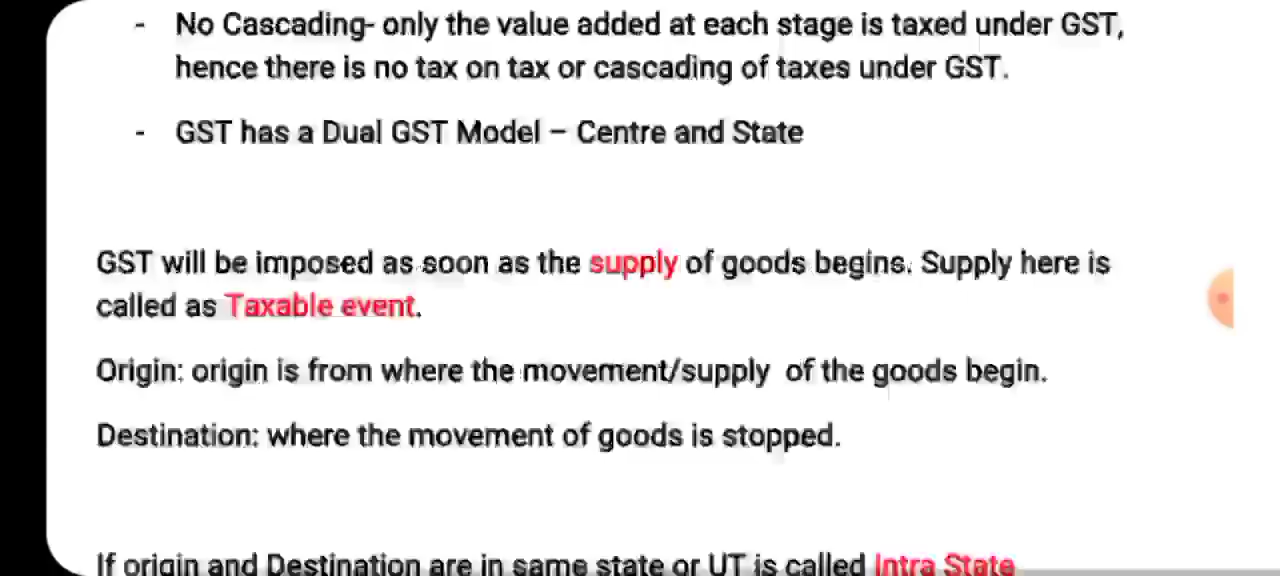 - No Cascading- only the value added at each stage is taxed under GST,
hence there is no tax on tax or cascading of taxes under GST.
- GST has a Dual GST Model – Centre and State
GST will be imposed as soon as the supply of goods begins. Supply here is
called as Taxable event.
Origin: origin is from where the movement/supply of the goods begin.
Destination: where the movement of goods is stopped.
If origin and Destination are in same state or UT is called Intra State